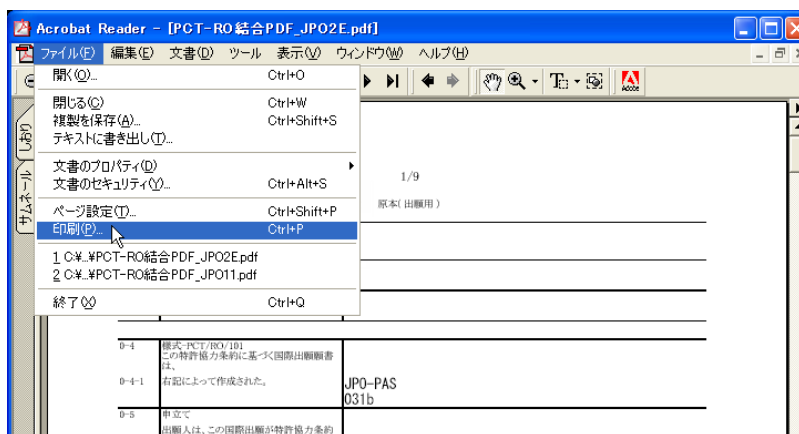 Acrobat Reader - [PCT-RO結合PDF_JPO2E.pdf]
ファイル(F) 編集(E) 文書(D) ツール 表示(V) ウィンドウ(W) ヘルプ(H)
開く(O)... Ctrl+O
閉じる(C) Ctrl+W
複製を保存(A)... Ctrl+Shift+S
テキストに書き出し(T)...
文書のプロパティ(D)
文書のセキュリティ(Y)... Ctrl+Alt+S
ページ設定(T)... Ctrl+Shift+P
印刷(P)... Ctrl+P
1 C:¥...¥PCT-RO結合PDF_JPO2E.pdf
2 C:¥...¥PCT-RO結合PDF_JPO11.pdf
終了(X) Ctrl+Q
しおり
サムネール
Adobe
1/9
原本(出願用)
0-4 様式-PCT/RO/101
この特許協力条約に基づく国際出願願書
は、
0-4-1 右記によって作成された。 JPO-PAS
031b
0-5 申立て
出願人は、この国際出願が特許協力条約